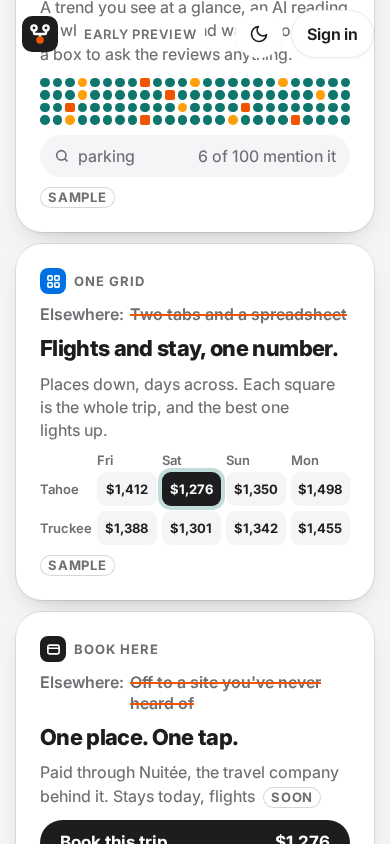 A trend you see at a glance, an AI reading
EARLY PREVIEW
Sign in
a box to ask the reviews anything.
parking
6 of 100 mention it
SAMPLE
ONE GRID
Elsewhere: Two tabs and a spreadsheet
Flights and stay, one number.
Places down, days across. Each square
is the whole trip, and the best one
lights up.
Fri Sat Sun Mon
Tahoe $1,412 $1,276 $1,350 $1,498
Truckee $1,388 $1,301 $1,342 $1,455
SAMPLE
BOOK HERE
Elsewhere: Off to a site you've never
heard of
One place. One tap.
Paid through Nuitée, the travel company
behind it. Stays today, flights SOON
Book this trip $1,276